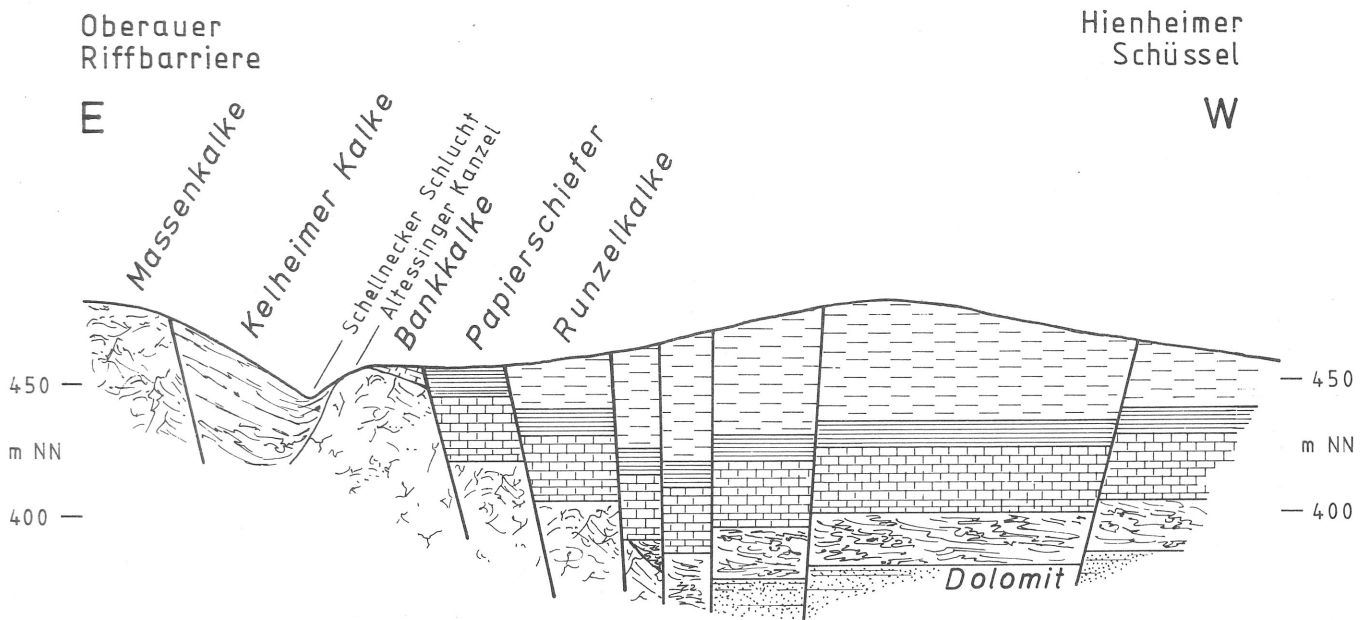 Oberauer
Riffbarriere
Hienheimer
Schüssel
E
W
Massenkalke
Kelheimer Kalke
Schellnecker Schlucht
Altessinger Kanzel
Bankkalke
Papierschiefer
Runzelkalke
450
450
m NN
m NN
400
400
Dolomit